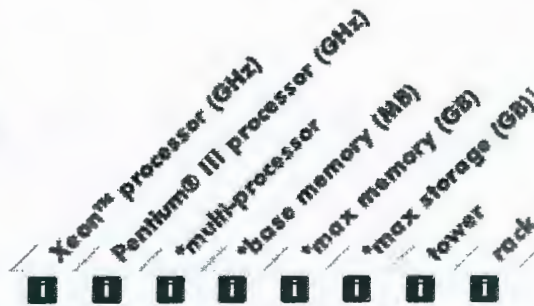 Xeon™ processor (GHz)
Pentium® III processor (GHz)
*multi-processor
*base memory (MB)
*max memory (GB)
*max storage (GB)
tower
rack
i i i i i i i i